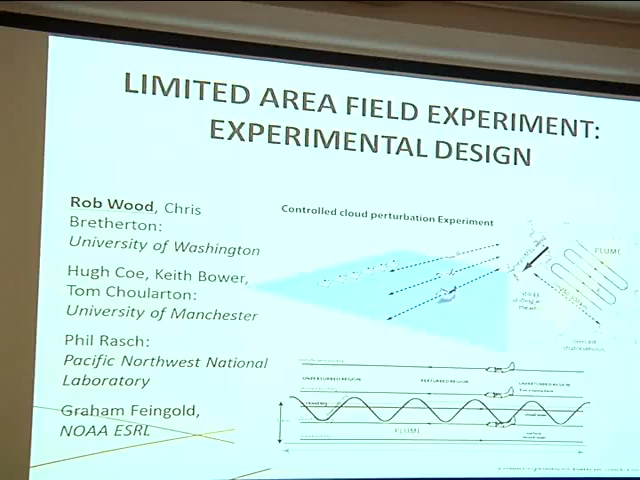 LIMITED AREA FIELD EXPERIMENT:
EXPERIMENTAL DESIGN
Rob Wood, Chris
Bretherton:
University of Washington
Hugh Coe, Keith Bower,
Tom Choularton:
University of Manchester
Phil Rasch:
Pacific Northwest National
Laboratory
Graham Feingold,
NOAA ESRL
Controlled cloud perturbation Experiment
PLUME
UNPERTURBED REGION
PERTURBED REGION
UNPERTURBED REGION
PLUME